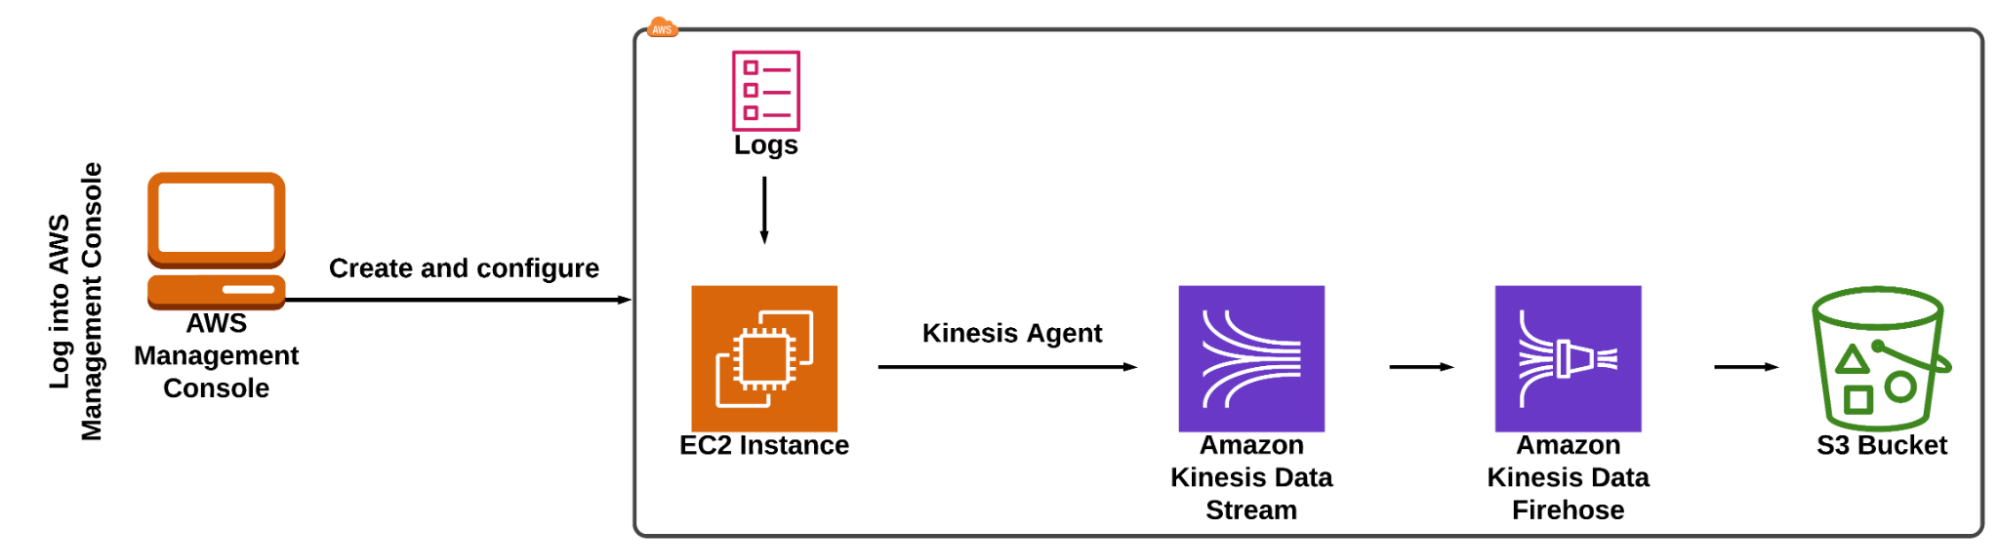 Log into AWS
Management Console
AWS
Management
Console
Create and configure
AWS
Logs
EC2 Instance
Kinesis Agent
Amazon
Kinesis Data
Stream
Amazon
Kinesis Data
Firehose
S3 Bucket